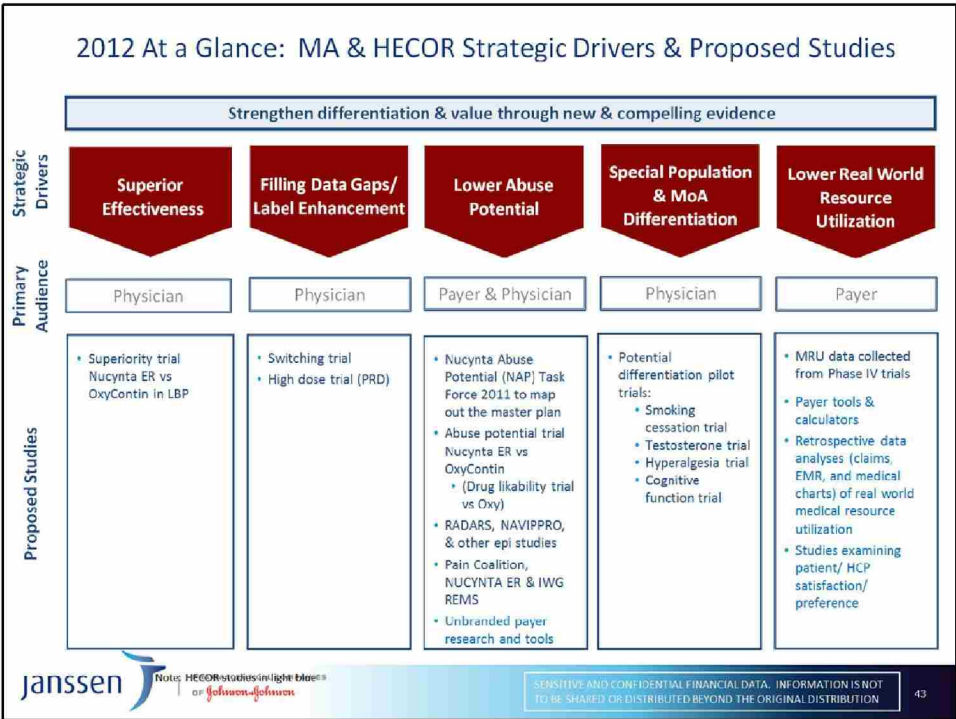 2012 At a Glance: MA & HECOR Strategic Drivers & Proposed Studies
Strengthen differentiation & value through new & compelling evidence
Strategic
Drivers
Superior
Effectiveness
Filling Data Gaps/
Label Enhancement
Lower Abuse
Potential
Special Population
& MoA
Differentiation
Lower Real World
Resource
Utilization
Primary
Audience
Physician
Physician
Payer & Physician
Physician
Payer
Proposed Studies
• Superiority trial
Nucynta ER vs
OxyContin in LBP
• Switching trial
• High dose trial (PRD)
• Nucynta Abuse
Potential (NAP) Task
Force 2011 to map
out the master plan
• Abuse potential trial
Nucynta ER vs
OxyContin
• (Drug likability trial
vs Oxy)
• RADARS, NAVIPPRO,
& other epi studies
• Pain Coalition,
NUCYNTA ER & IWG
REMS
• Unbranded payer
research and tools
• Potential
differentiation pilot
trials:
• Smoking
cessation trial
• Testosterone trial
• Hyperalgesia trial
• Cognitive
function trial
• MRU data collected
from Phase IV trials
• Payer tools &
calculators
• Retrospective data
analyses (claims,
EMR, and medical
charts) of real world
medical resource
utilization
• Studies examining
patient/ HCP
satisfaction/
preference
janssen
Note: HECOR studies in light blue
OF Johnson & Johnson
SENSITIVE AND CONFIDENTIAL FINANCIAL DATA. INFORMATION IS NOT
TO BE SHARED OR DISTRIBUTED BEYOND THE ORIGINAL DISTRIBUTION
43